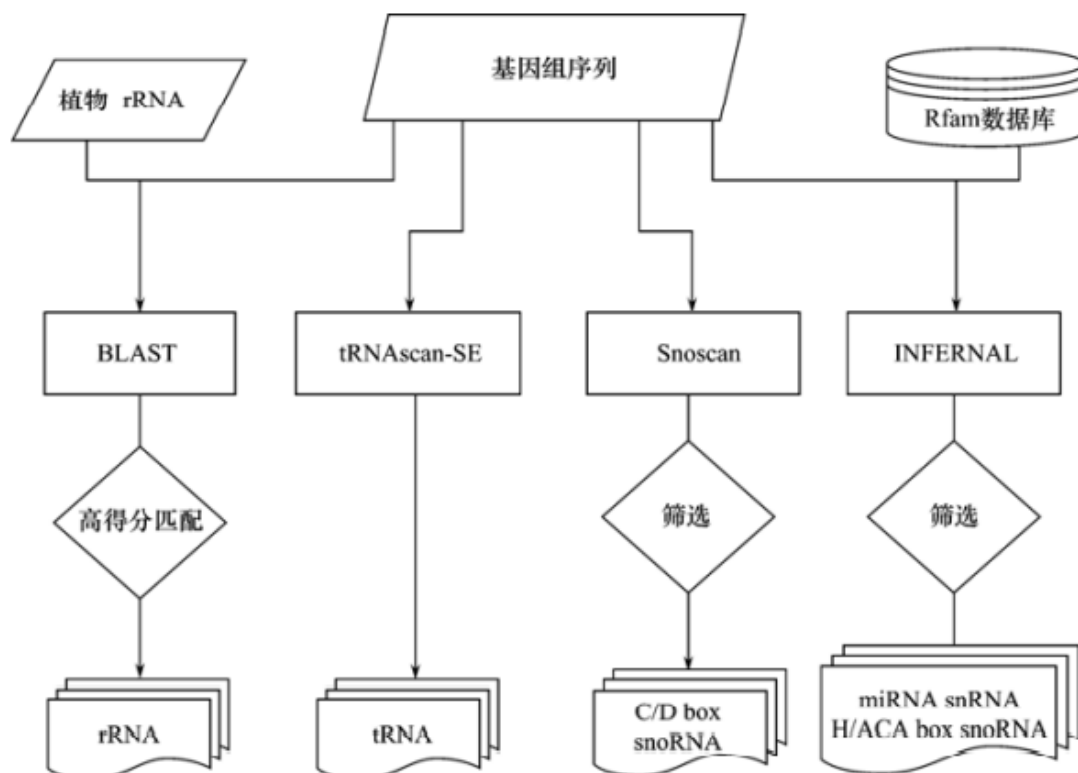 基因组序列
植物 rRNA
Rfam数据库
BLAST
tRNAscan-SE
Snoscan
INFERNAL
高得分匹配
筛选
筛选
rRNA
tRNA
C/D box
snoRNA
miRNA snRNA
H/ACA box snoRNA